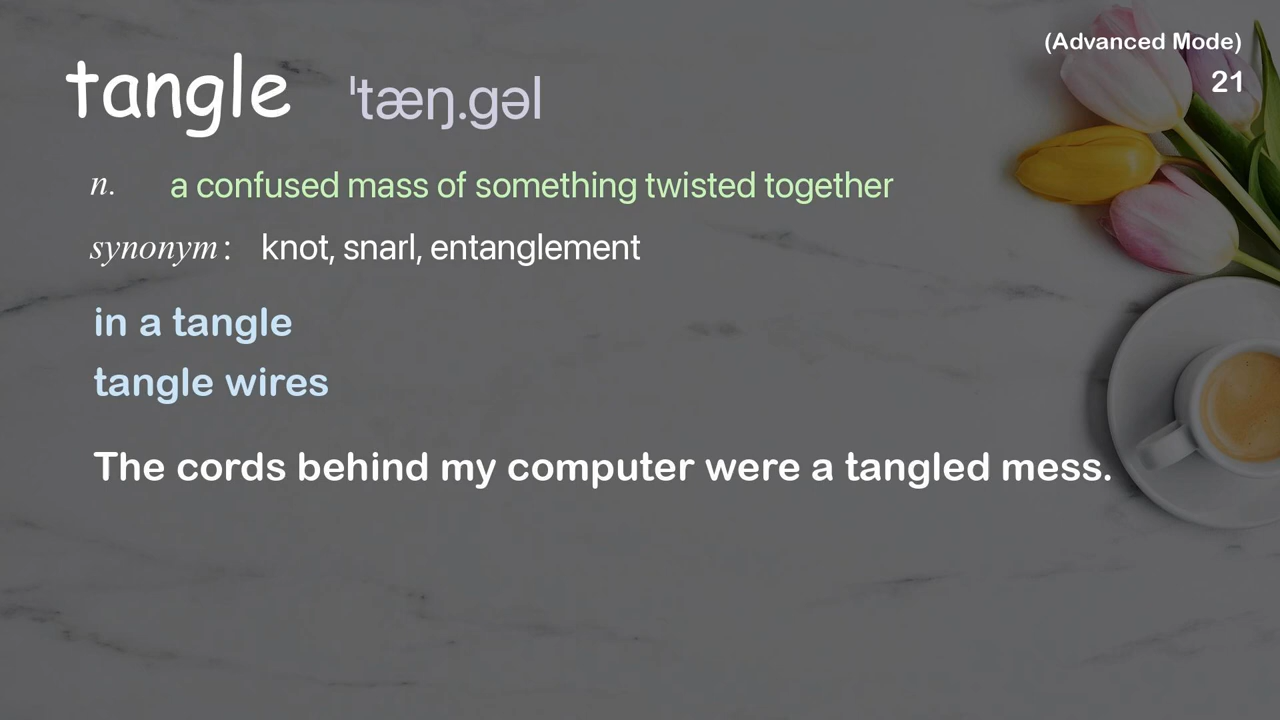 (Advanced Mode)
21
tangle ˈtæŋ.gəl
n. a confused mass of something twisted together
synonym: knot, snarl, entanglement
in a tangle
tangle wires
The cords behind my computer were a tangled mess.